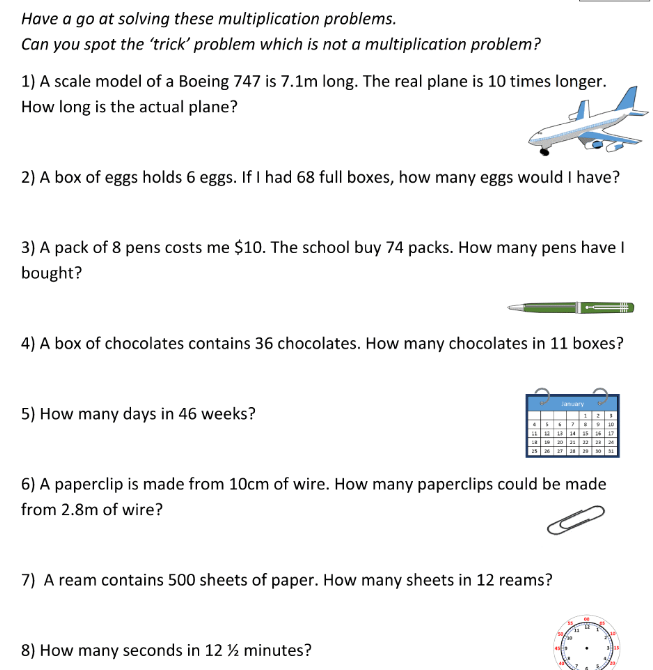 Have a go at solving these multiplication problems.
Can you spot the ‘trick’ problem which is not a multiplication problem?
1) A scale model of a Boeing 747 is 7.1m long. The real plane is 10 times longer.
How long is the actual plane?
2) A box of eggs holds 6 eggs. If I had 68 full boxes, how many eggs would I have?
3) A pack of 8 pens costs me $10. The school buy 74 packs. How many pens have I
bought?
4) A box of chocolates contains 36 chocolates. How many chocolates in 11 boxes?
January
1 2 3
4 5 6 7 8 9 10
11 12 13 14 15 16 17
18 19 20 21 22 23 24
25 26 27 28 29 30 31
5) How many days in 46 weeks?
6) A paperclip is made from 10cm of wire. How many paperclips could be made
from 2.8m of wire?
7) A ream contains 500 sheets of paper. How many sheets in 12 reams?
8) How many seconds in 12 ½ minutes?